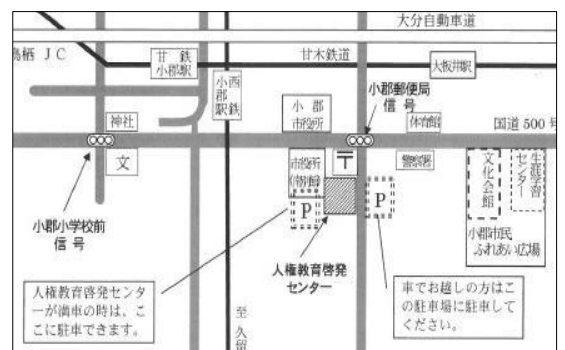 大分自動車道
鳥栖 JC
甘鉄
小郡駅
甘木鉄道
大板井駅
西鉄
小郡駅
小郡
市役所
小郡郵便局
信号
体育館
国道500号
神社
文
市役所
(別館)
〒
警察署
文化会館
生涯学習
センター
P
P
小郡小学校前
信号
小郡市民
ふれあい広場
人権教育啓発
センター
人権教育啓発センタ
ーが満車の時は、こ
こに駐車できます。
車でお越しの方はこ
の駐車場に駐車して
ください。
至久留